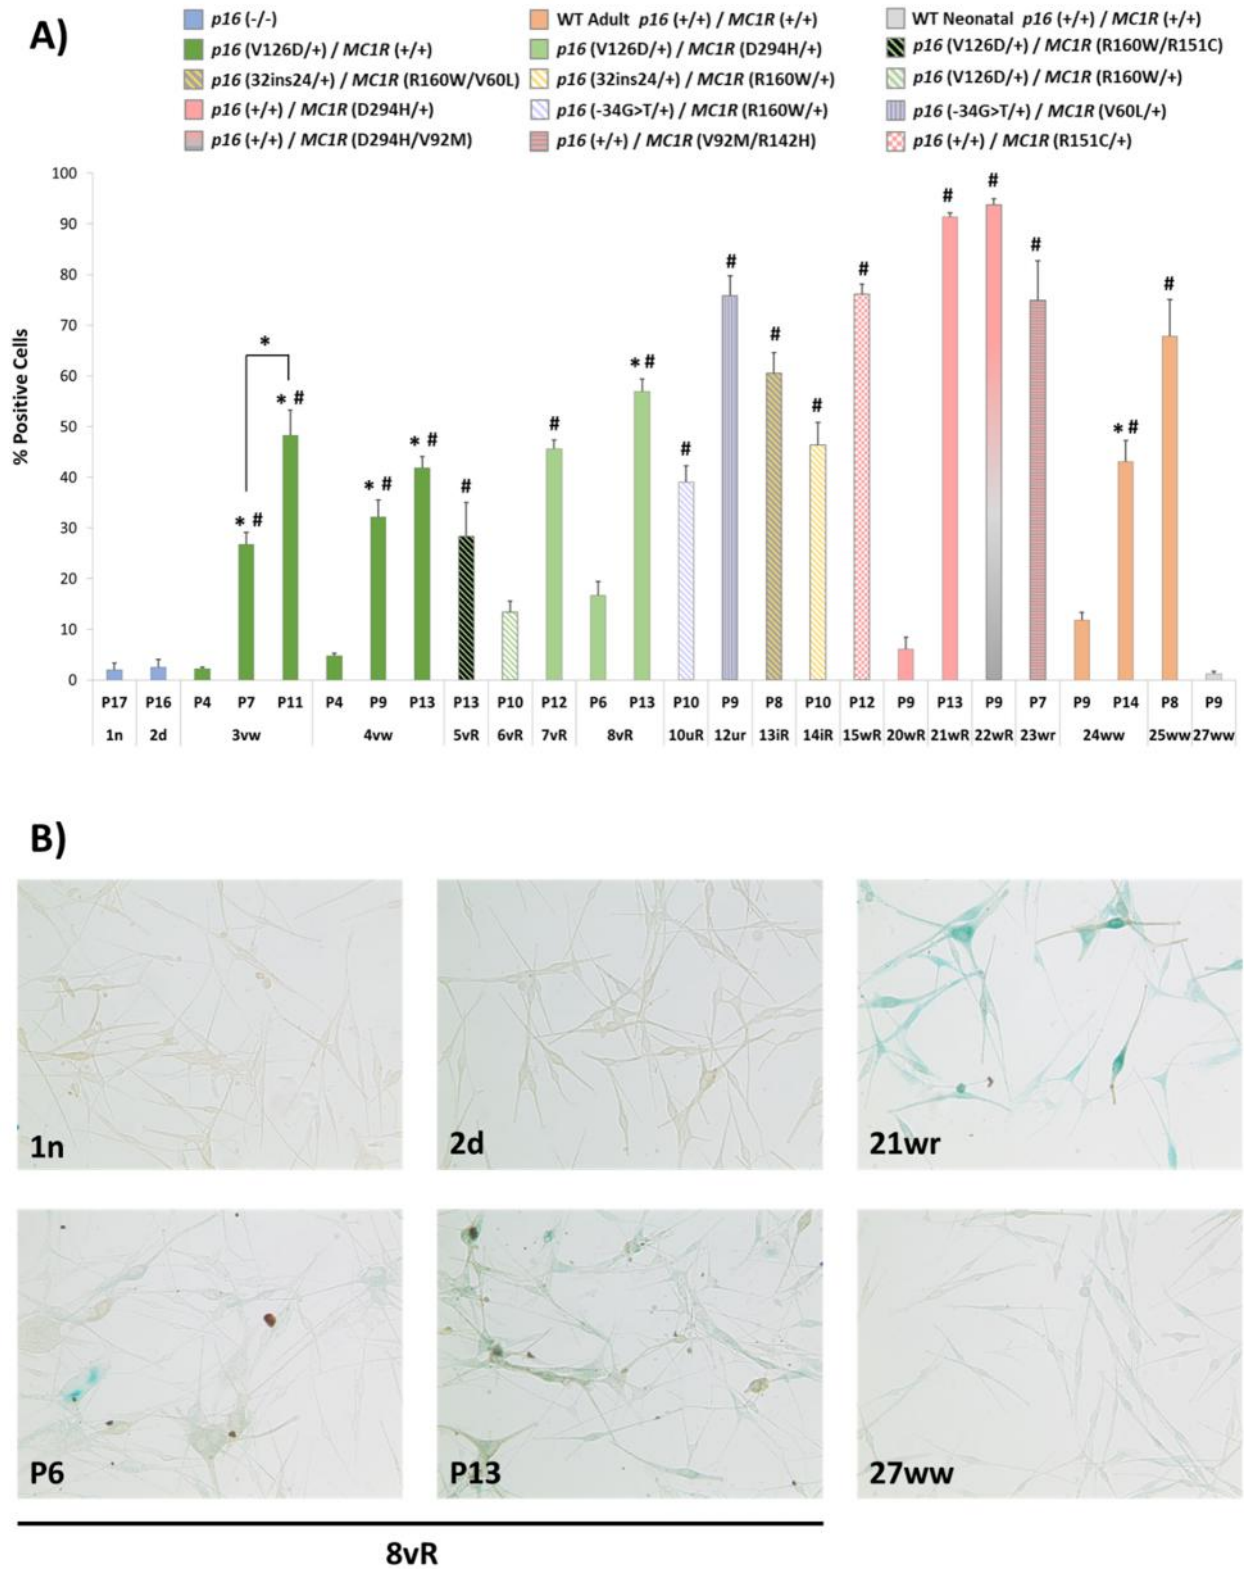 A)
p16 (-/-)
WT Adult p16 (+/+) / MC1R (+/+)
WT Neonatal p16 (+/+) / MC1R (+/+)
p16 (V126D/+) / MC1R (+/+)
p16 (V126D/+) / MC1R (D294H/+)
p16 (V126D/+) / MC1R (R160W/R151C)
p16 (32ins24/+) / MC1R (R160W/V60L)
p16 (32ins24/+) / MC1R (R160W/+)
p16 (V126D/+) / MC1R (R160W/+)
p16 (+/+) / MC1R (D294H/+)
p16 (-34G>T/+) / MC1R (R160W/+)
p16 (-34G>T/+) / MC1R (V60L/+)
p16 (+/+) / MC1R (D294H/V92M)
p16 (+/+) / MC1R (V92M/R142H)
p16 (+/+) / MC1R (R151C/+)
% Positive Cells
100
90
80
70
60
50
40
30
20
10
0
* # * # * * # * # # # # * # # # # # # # # # * # #
P17 P16 P4 P7 P11 P4 P9 P13 P13 P10 P12 P6 P13 P10 P9 P8 P10 P12 P9 P13 P9 P7 P9 P14 P8 P9
1n 2d 3vw 4vw 5vR 6vR 7vR 8vR 10uR 12ur 13iR 14iR 15wR 20wR 21wR 22wR 23wr 24ww 25ww 27ww
B)
1n
2d
21wr
P6
P13
27ww
8vR